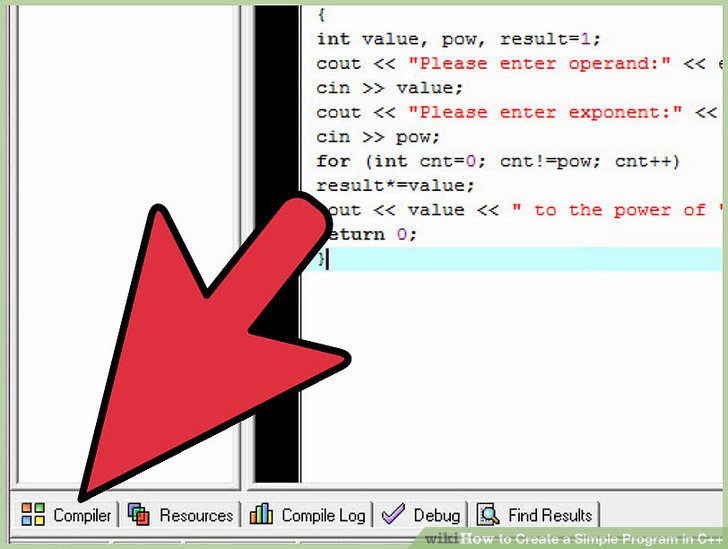 {
int value, pow, result=1;
cout << "Please enter operand:" << e
cin >> value;
cout << "Please enter exponent:" <<
cin >> pow;
for (int cnt=0; cnt!=pow; cnt++)
result*=value;
cout << value << " to the power of "
return 0;
}
Compiler Resources Compile Log Debug Find Results
wikiHow to Create a Simple Program in C++